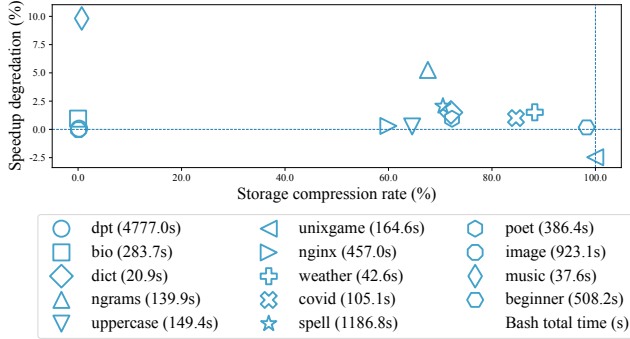 Speedup degredation (%)
10.0
7.5
5.0
2.5
0.0
-2.5
0.0 20.0 40.0 60.0 80.0 100.0
Storage compression rate (%)
dpt (4777.0s) unixgame (164.6s) poet (386.4s)
bio (283.7s) nginx (457.0s) image (923.1s)
dict (20.9s) weather (42.6s) music (37.6s)
ngrams (139.9s) covid (105.1s) beginner (508.2s)
uppercase (149.4s) spell (1186.8s) Bash total time (s)